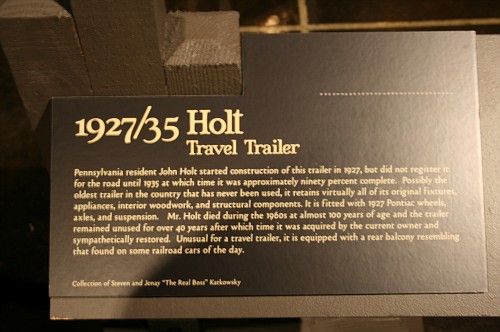 1927/35 Holt
Travel Trailer
Pennsylvania resident John Holt started construction of this trailer in 1927, but did not register it
for the road until 1935 at which time it was approximately ninety percent complete. Possibly the
oldest trailer in the country that has never been used, it retains virtually all of its original fixtures,
appliances, interior woodwork, and structural components. It is fitted with 1927 Pontiac wheels,
axles, and suspension. Mr. Holt died during the 1960s at almost 100 years of age and the trailer
remained unused for over 40 years after which time it was acquired by the current owner and
sympathetically restored. Unusual for a travel trailer, it is equipped with a rear balcony resembling
that found on some railroad cars of the day.
Collection of Steven and Jenay "The Real Boss" Katkowsky